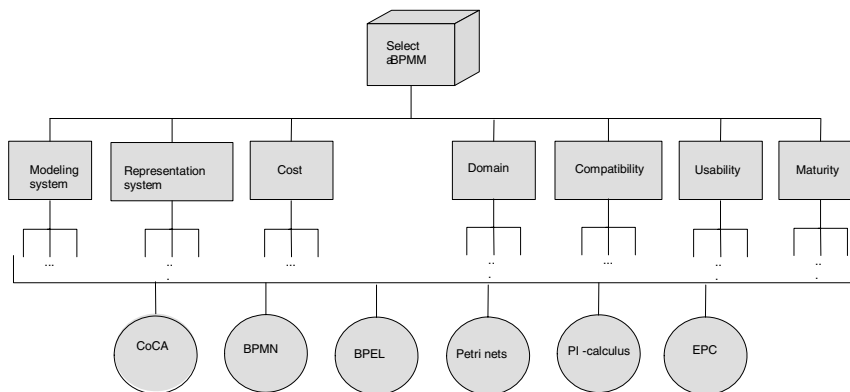 Select
aBPMM
Modeling
system
Representation
system
Cost
Domain
Compatibility
Usability
Maturity
...
..
.
...
..
.
...
..
.
..
.
CoCA
BPMN
BPEL
Petri nets
PI -calculus
EPC